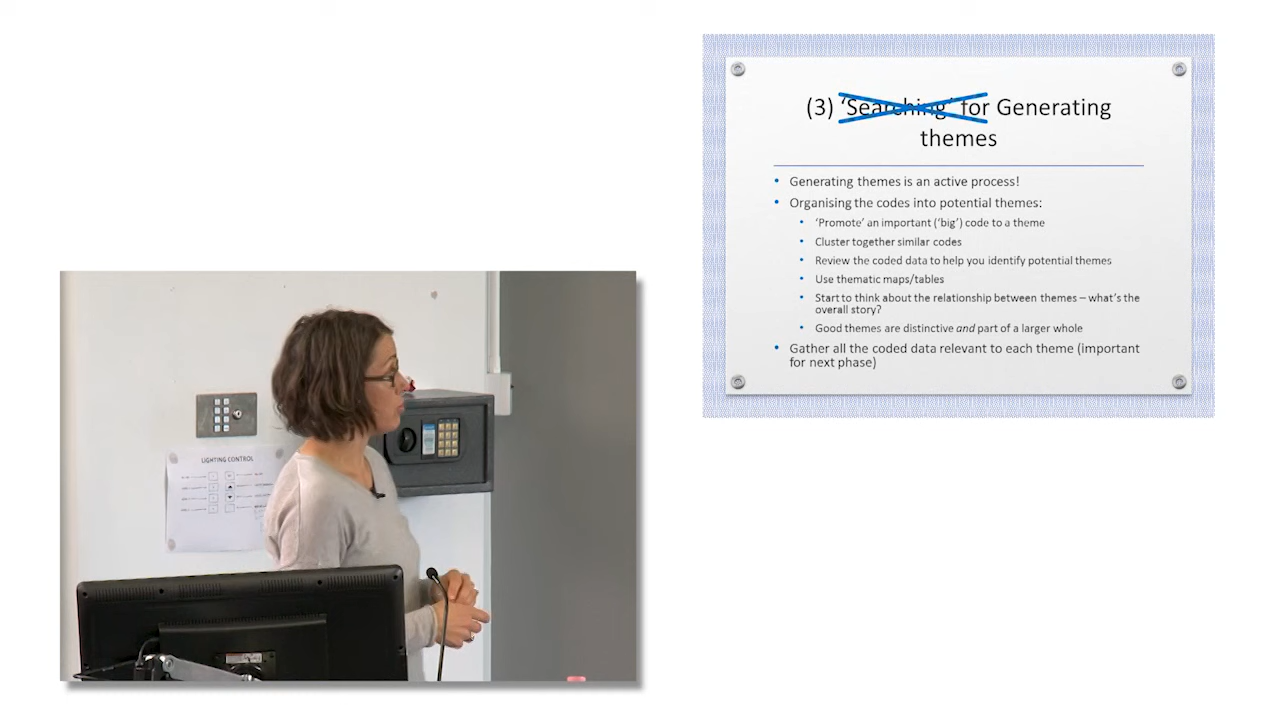 (3) ‘Searching’ for Generating
themes
• Generating themes is an active process!
• Organising the codes into potential themes:
• ‘Promote’ an important (‘big’) code to a theme
• Cluster together similar codes
• Review the coded data to help you identify potential themes
• Use thematic maps/tables
• Start to think about the relationship between themes – what’s the
overall story?
• Good themes are distinctive and part of a larger whole
• Gather all the coded data relevant to each theme (important
for next phase)
LIGHTING CONTROL